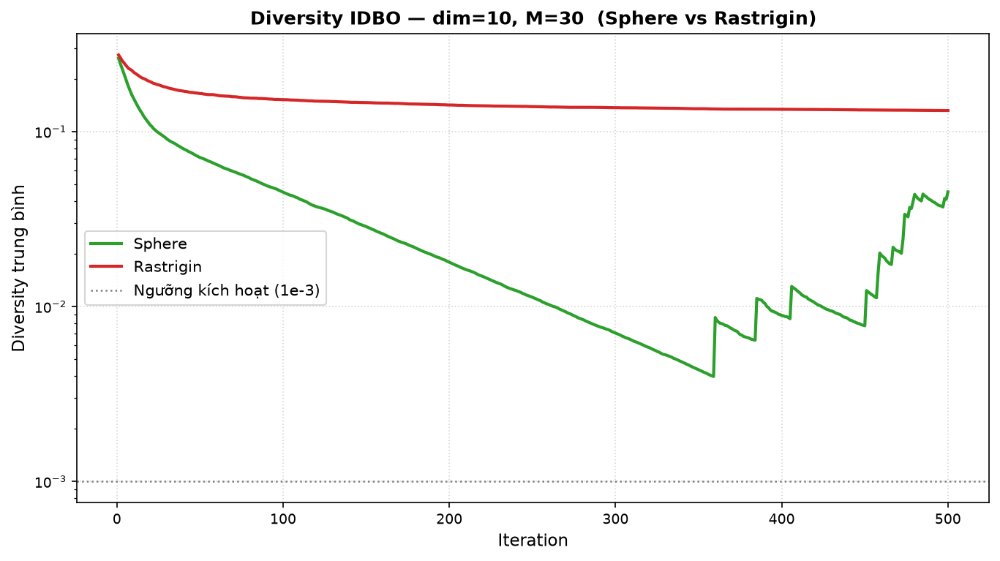 Diversity IDBO — dim=10, M=30 (Sphere vs Rastrigin)
Diversity trung bình
10⁻¹
10⁻²
10⁻³
Sphere
Rastrigin
Ngưỡng kích hoạt (1e-3)
0 100 200 300 400 500
Iteration